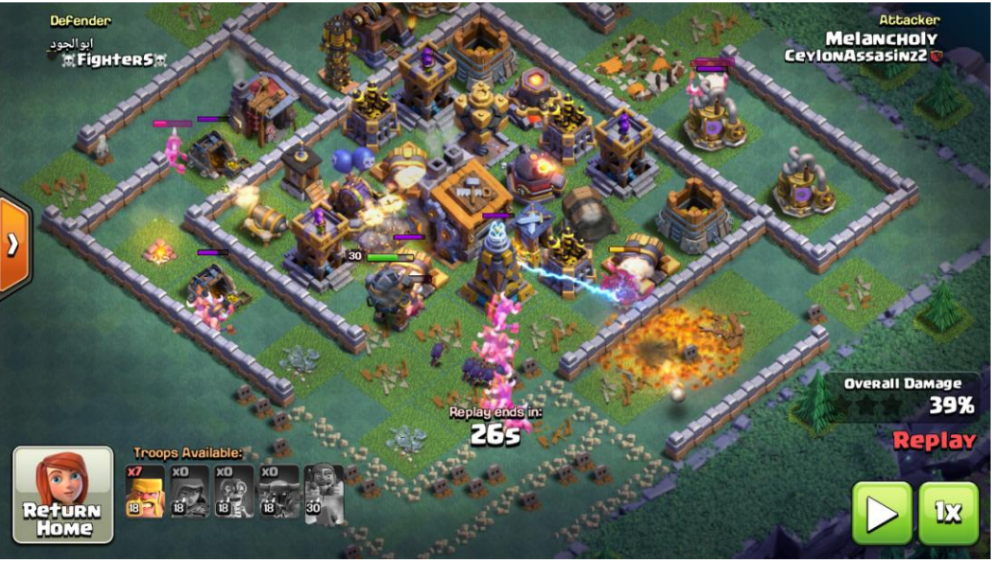 Defender
ابوالجود
☠FighterS☠
Attacker
Melancholy
CeylonAssasinz2
30
Overall Damage
39%
Replay
Replay ends in:
26s
Troops Available:
x7 x0 x0 x0
18 18 18 18 30
Return
Home
1x